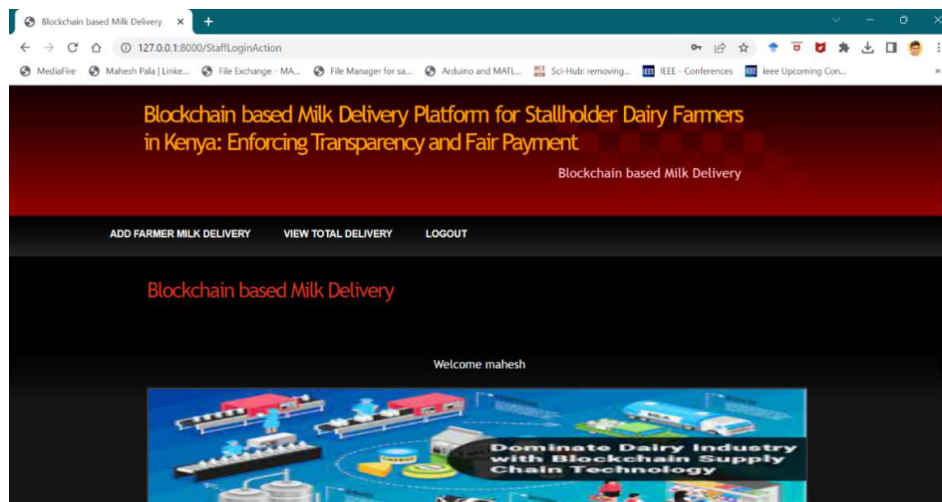 Blockchain based Milk Delivery
127.0.0.1:8000/StaffLoginAction
MediaFire Mahesh Pala | Linke... File Exchange - MA... File Manager for sa... Arduino and MATL... Sci-Hub: removing... IEEE - Conferences Ieee Upcoming Con...
Blockchain based Milk Delivery Platform for Stallholder Dairy Farmers
in Kenya: Enforcing Transparency and Fair Payment
Blockchain based Milk Delivery
ADD FARMER MILK DELIVERY VIEW TOTAL DELIVERY LOGOUT
Blockchain based Milk Delivery
Welcome mahesh
Dominate Dairy Industry
with Blockchain Supply
Chain Technology